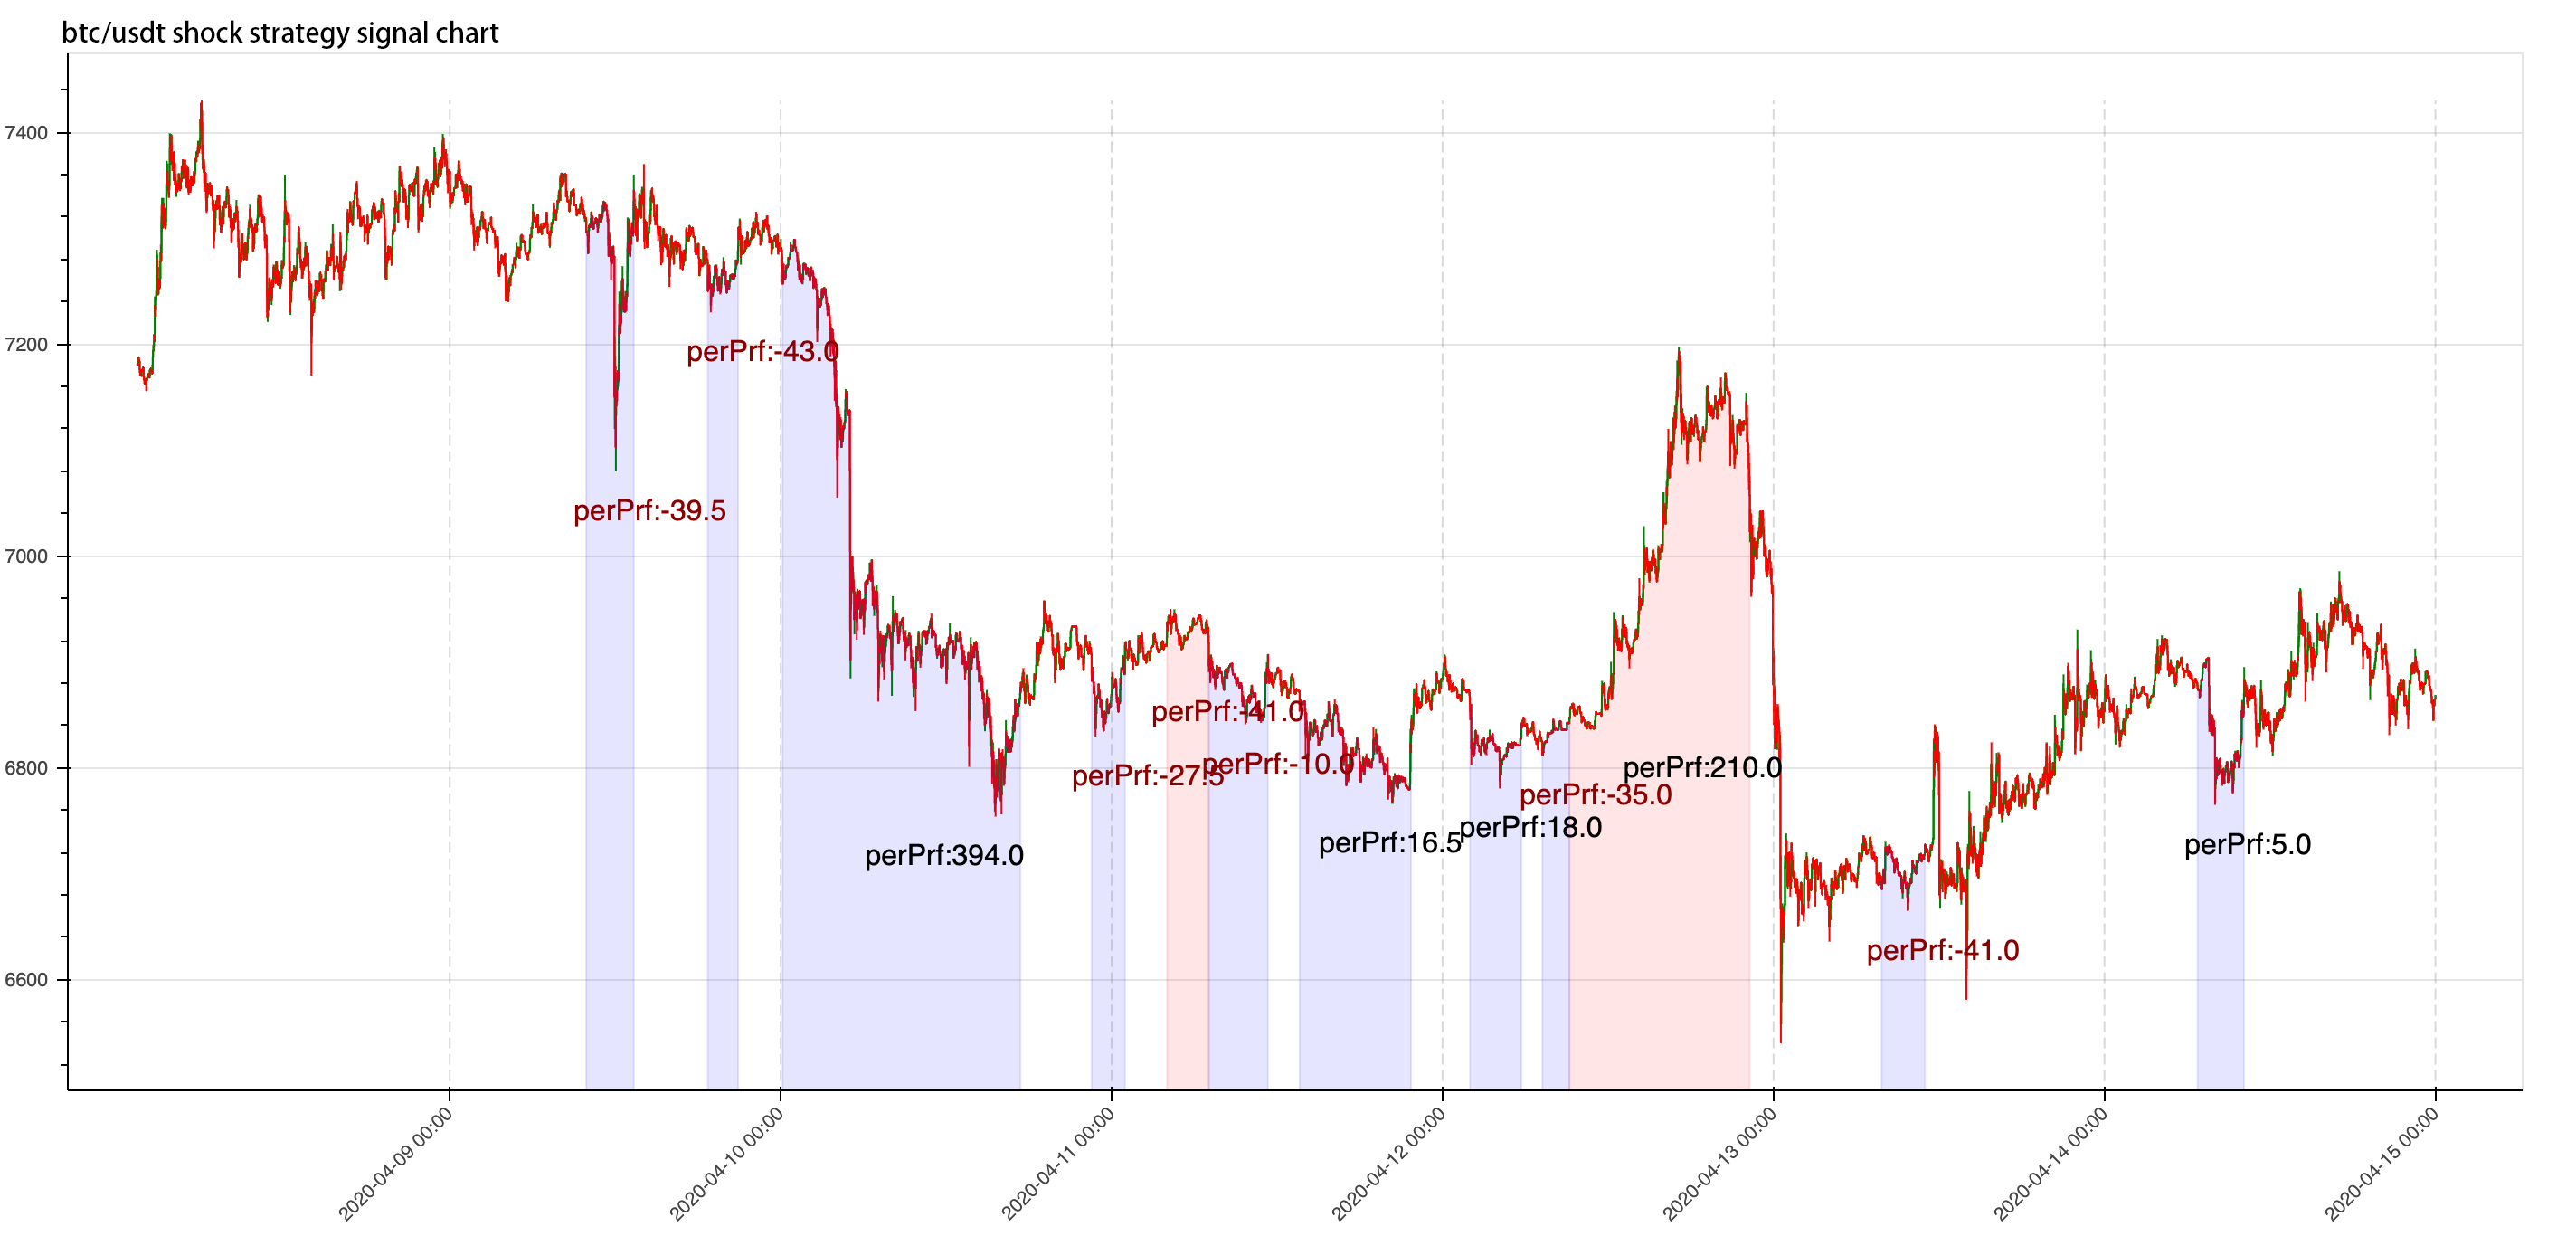 btc/usdt shock strategy signal chart
7400
7200
7000
6800
6600
perPrf:-39.5
perPrf:-43.0
perPrf:394.0
perPrf:-27.5
perPrf:-41.0
perPrf:-10.0
perPrf:16.5
perPrf:18.0
perPrf:-35.0
perPrf:210.0
perPrf:-41.0
perPrf:5.0
2020-04-09 00:00
2020-04-10 00:00
2020-04-11 00:00
2020-04-12 00:00
2020-04-13 00:00
2020-04-14 00:00
2020-04-15 00:00